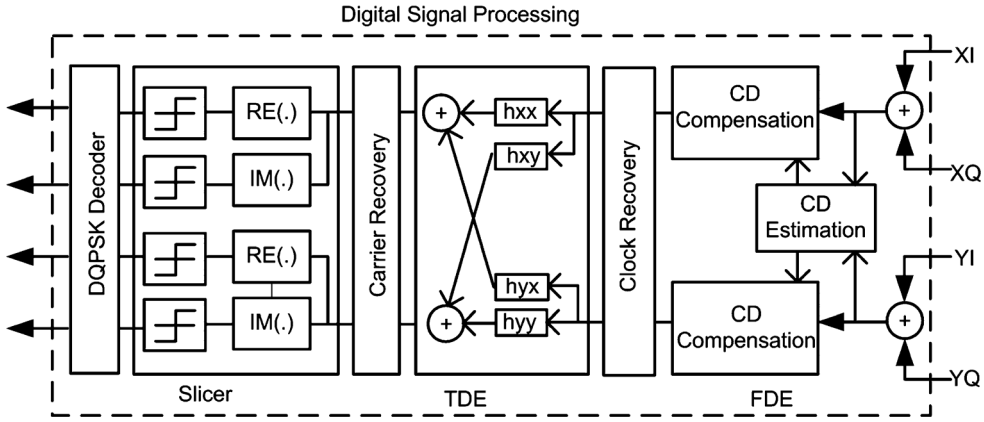 Digital Signal Processing
DQPSK Decoder
RE(.)
IM(.)
RE(.)
IM(.)
Slicer
Carrier Recovery
+
hxx
hxy
hyx
hyy
+
TDE
Clock Recovery
CD
Compensation
CD
Estimation
CD
Compensation
FDE
+
+
XI
XQ
YI
YQ